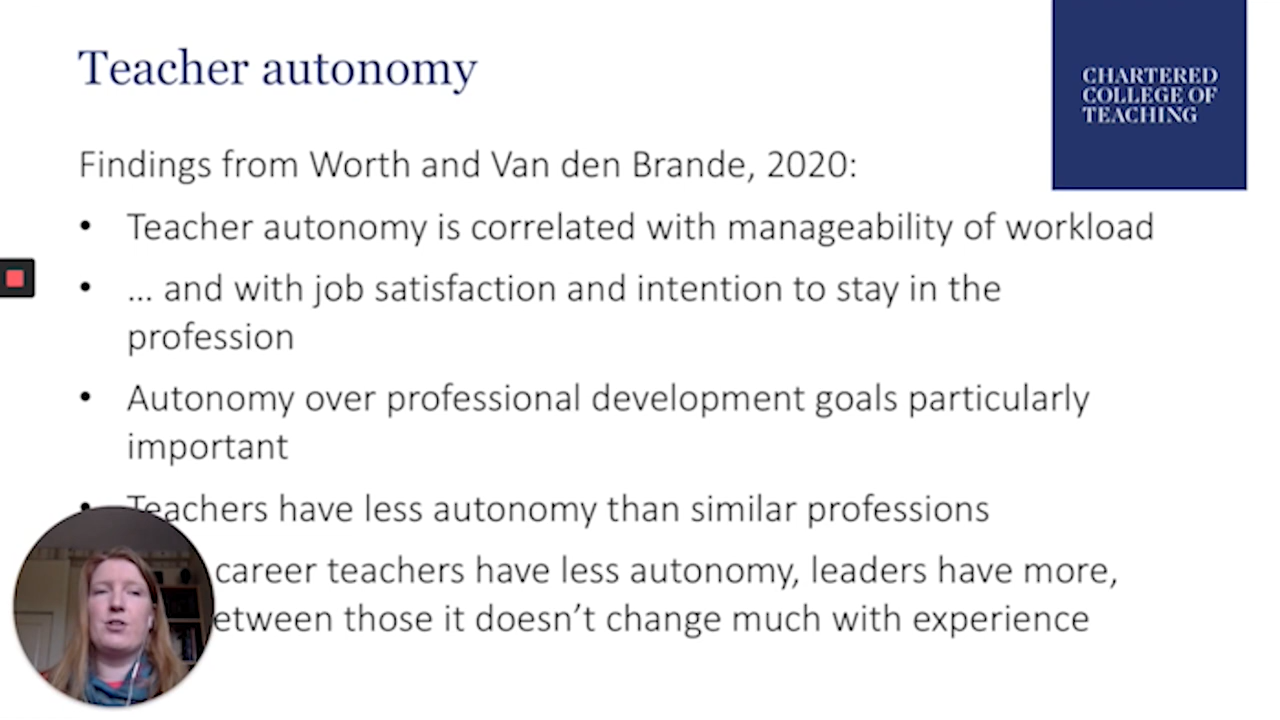 Teacher autonomy
CHARTERED
COLLEGE OF
TEACHING
Findings from Worth and Van den Brande, 2020:
• Teacher autonomy is correlated with manageability of workload
• … and with job satisfaction and intention to stay in the
profession
• Autonomy over professional development goals particularly
important
• Teachers have less autonomy than similar professions
career teachers have less autonomy, leaders have more,
those it doesn’t change much with experience